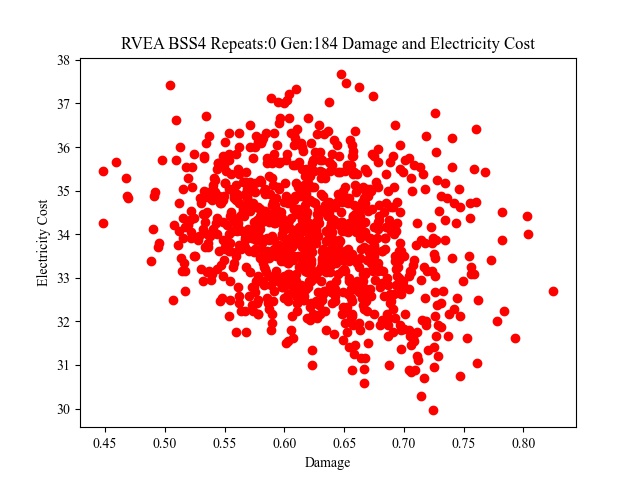 RVEA BSS4 Repeats:0 Gen:184 Damage and Electricity Cost
38
37
36
35
34
33
32
31
30
Electricity Cost
0.45 0.50 0.55 0.60 0.65 0.70 0.75 0.80
Damage